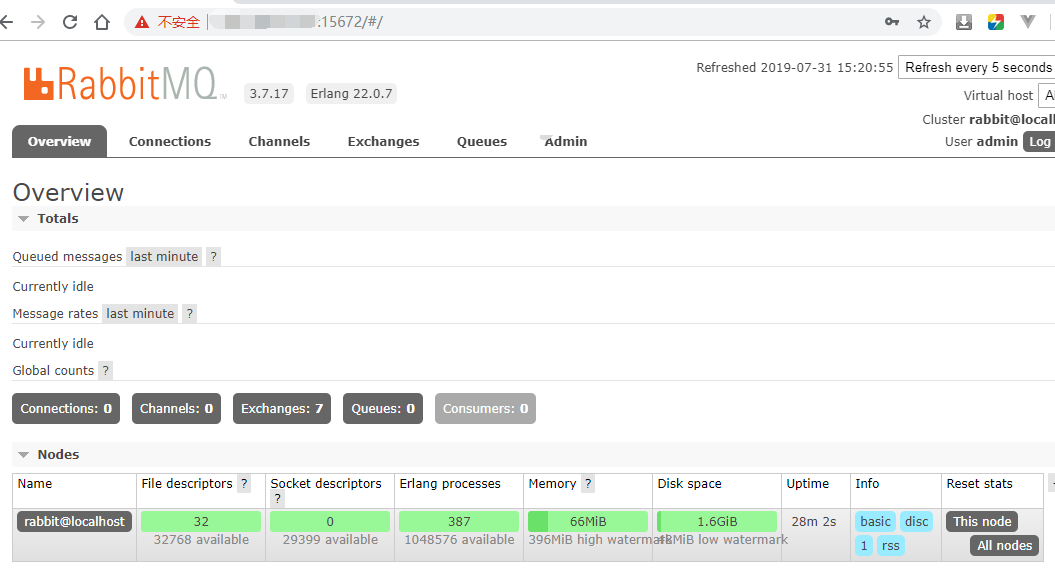 不安全 :15672/#/
Refreshed 2019-07-31 15:20:55 Refresh every 5 seconds
RabbitMQ TM 3.7.17 Erlang 22.0.7
Virtual host
Cluster rabbit@local
User admin Log
Overview Connections Channels Exchanges Queues Admin
Overview
Totals
Queued messages last minute ?
Currently idle
Message rates last minute ?
Currently idle
Global counts ?
Connections: 0 Channels: 0 Exchanges: 7 Queues: 0 Consumers: 0
Nodes
Name File descriptors ? Socket descriptors ? Erlang processes Memory ? Disk space Uptime Info Reset stats
rabbit@localhost 32 0 387 66MiB 1.6GiB 28m 2s basic disc This node
32768 available 29399 available 1048576 available 396MiB high watermark 48MiB low watermark 1 rss All nodes